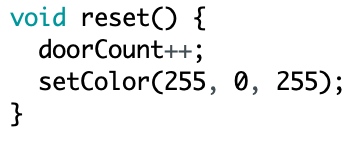 void reset() {
  doorCount++;
  setColor(255, 0, 255);
}